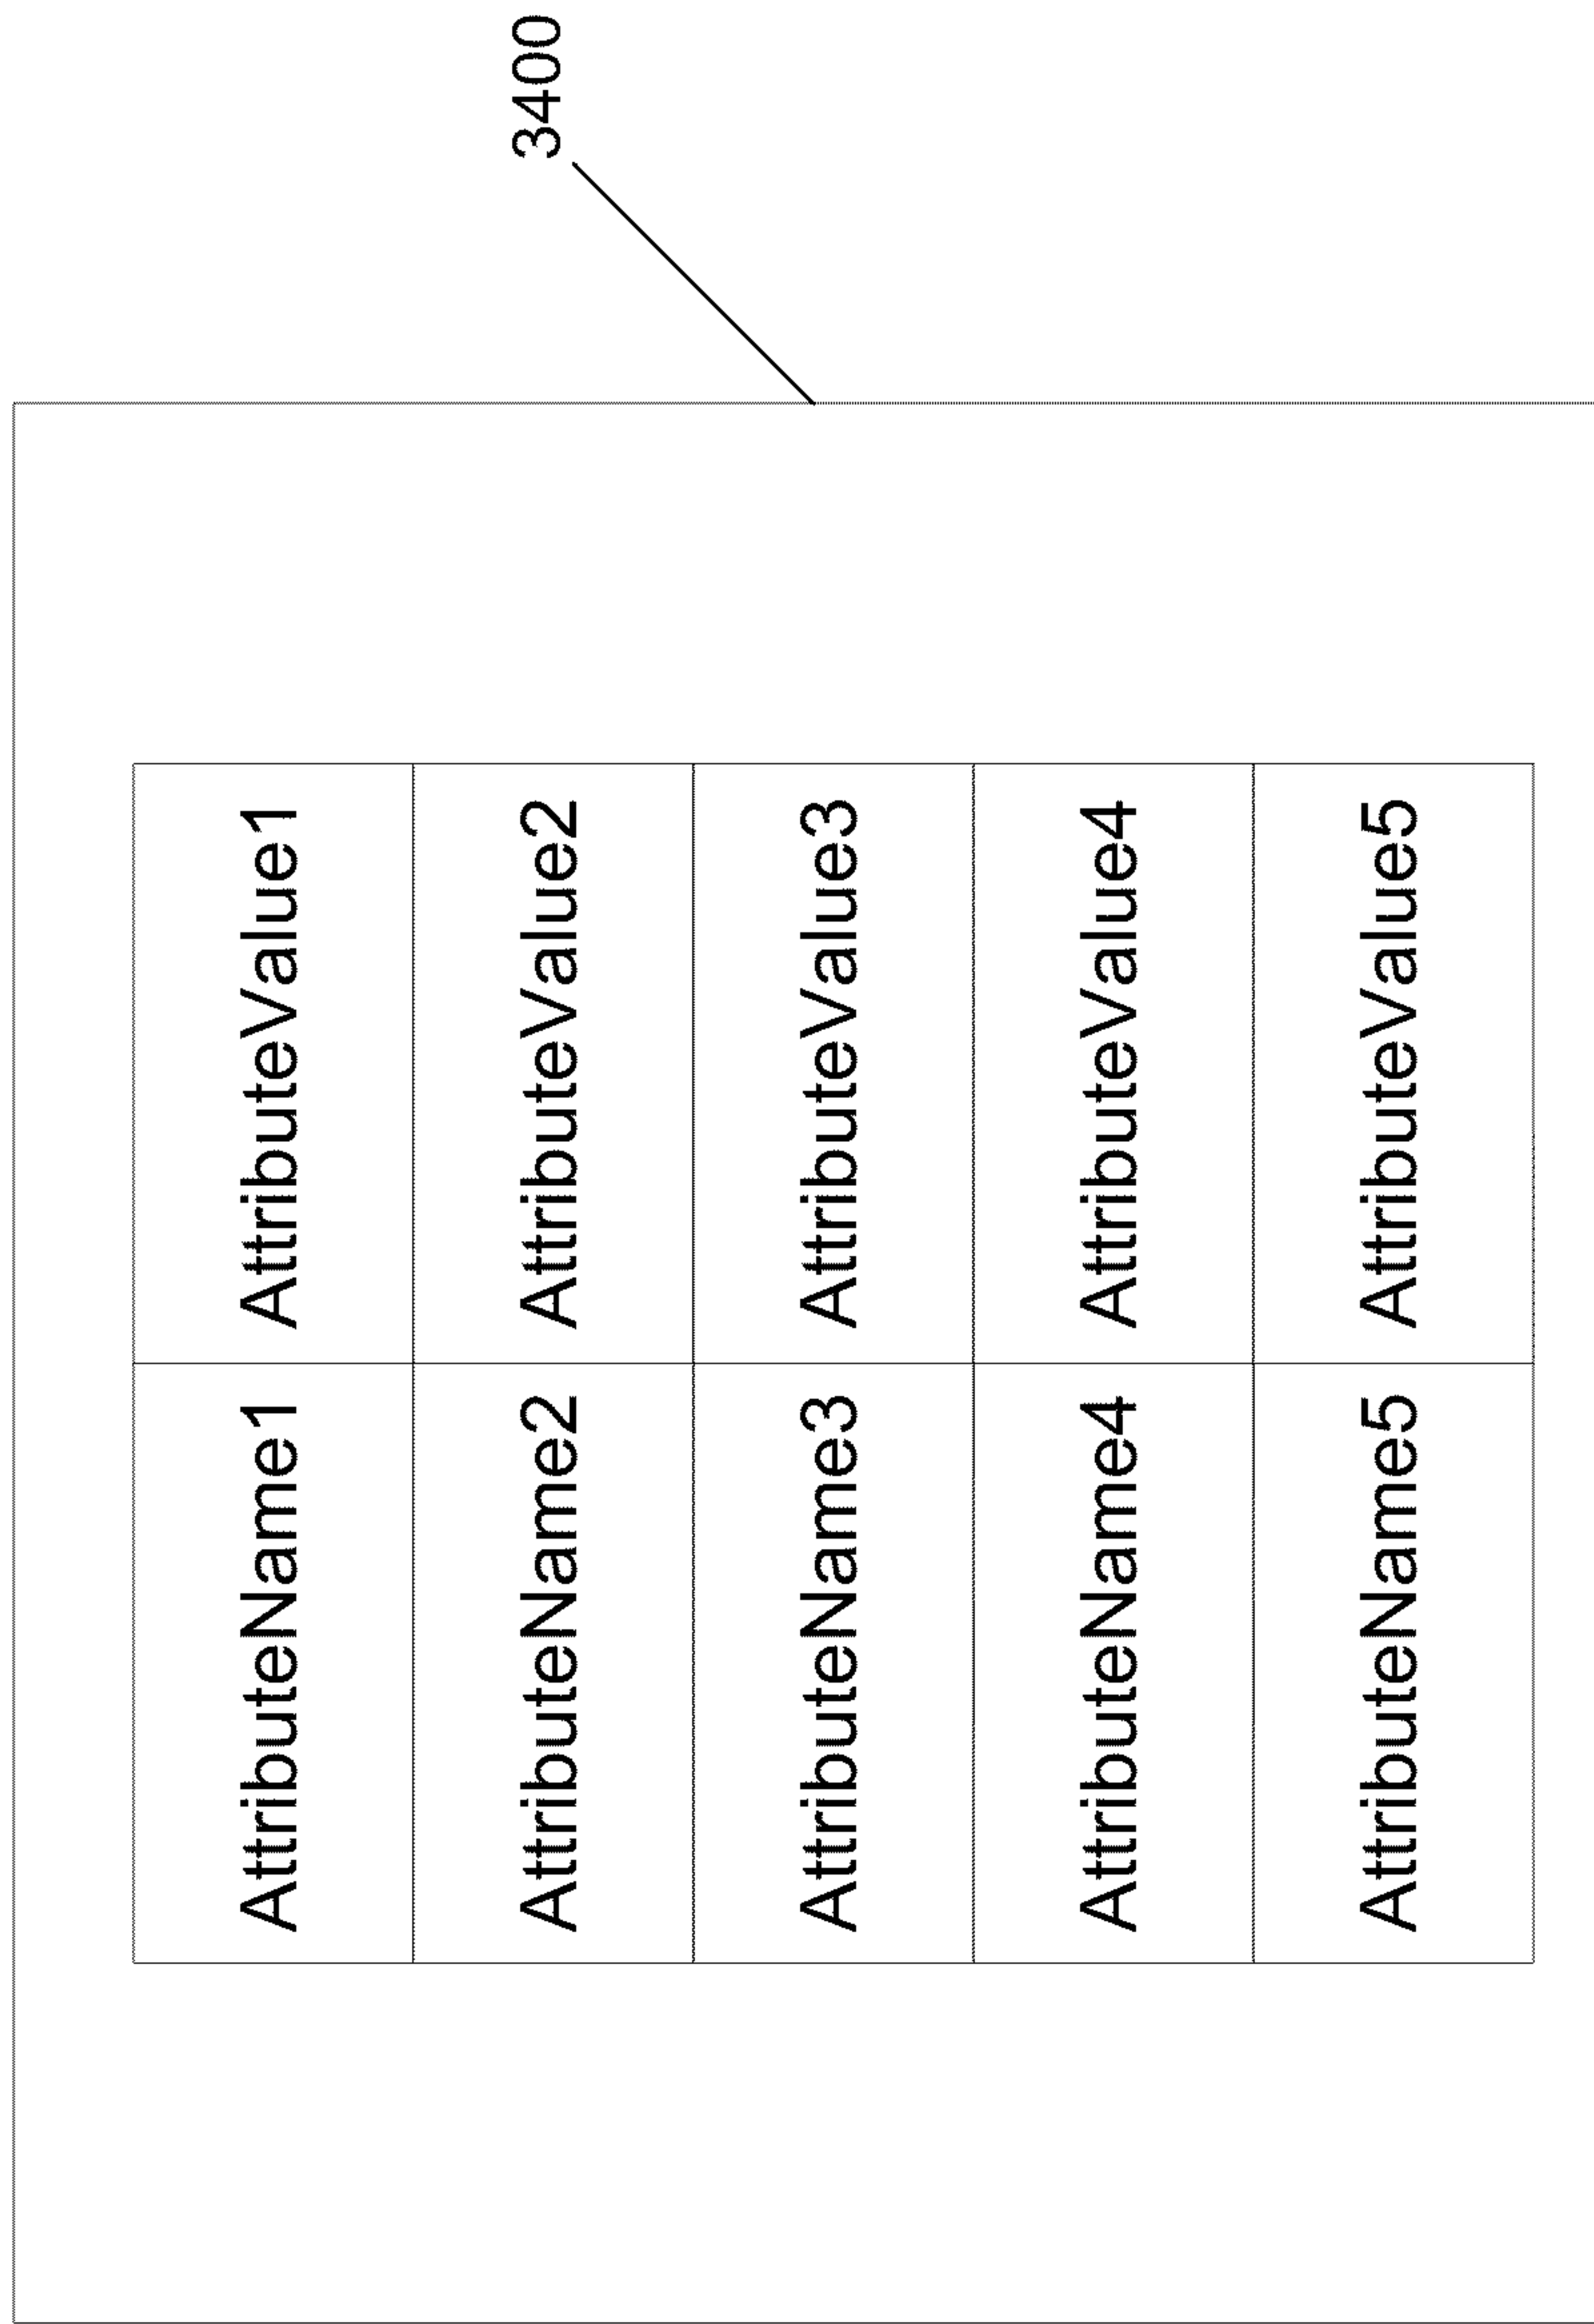 3400
AttributeName1 AttributeValue1
AttributeName2 AttributeValue2
AttributeName3 AttributeValue3
AttributeName4 AttributeValue4
AttributeName5 AttributeValue5